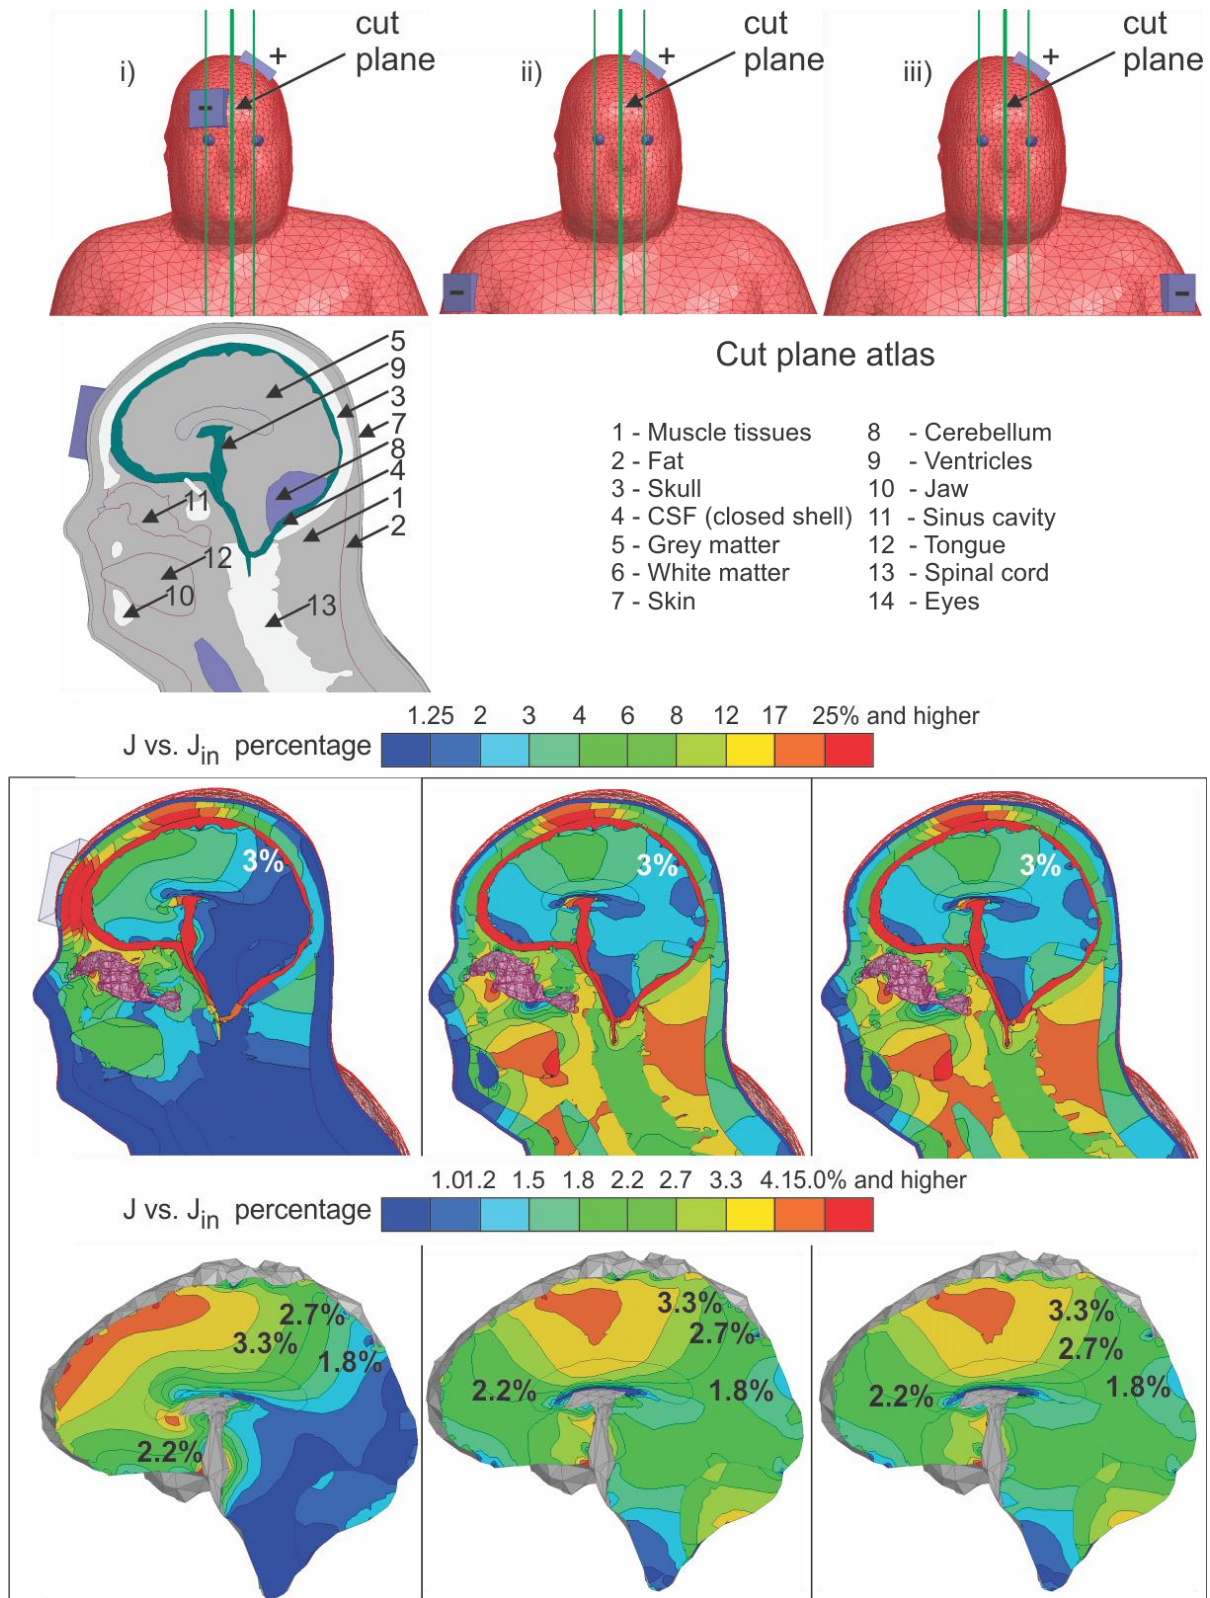 cut
plane
i)
+
-
cut
plane
ii)
+
-
cut
plane
iii)
+
-
5
9
3
7
8
4
1
2
11
12
10
13
Cut plane atlas
1 - Muscle tissues
2 - Fat
3 - Skull
4 - CSF (closed shell)
5 - Grey matter
6 - White matter
7 - Skin
8 - Cerebellum
9 - Ventricles
10 - Jaw
11 - Sinus cavity
12 - Tongue
13 - Spinal cord
14 - Eyes
1.25 2 3 4 6 8 12 17 25% and higher
J vs. Jin percentage
3%
3%
3%
1.01.2 1.5 1.8 2.2 2.7 3.3 4.15.0% and higher
J vs. Jin percentage
2.7%
3.3%
1.8%
2.2%
3.3%
2.7%
2.2%
1.8%
3.3%
2.7%
2.2%
1.8%